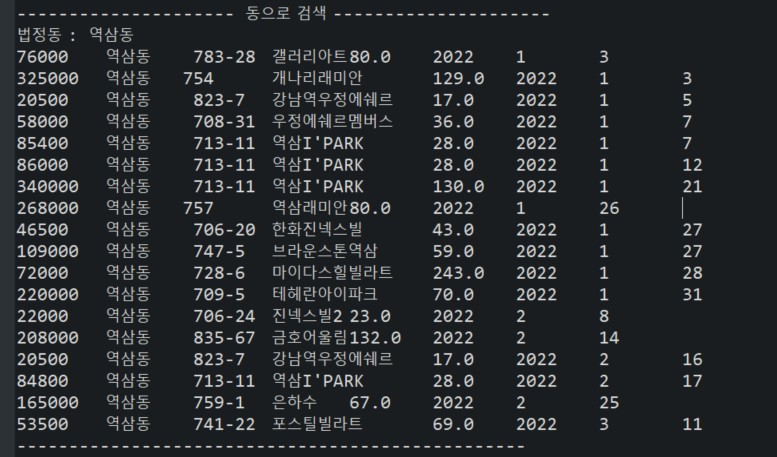 --------------------- 동으로 검색 ---------------------
법정동 : 역삼동
76000 역삼동 783-28 갤러리아트 80.0 2022 1 3
325000 역삼동 754 개나리래미안 129.0 2022 1 3
20500 역삼동 823-7 강남역우정에쉐르 17.0 2022 1 5
58000 역삼동 708-31 우정에쉐르멤버스 36.0 2022 1 7
85400 역삼동 713-11 역삼I'PARK 28.0 2022 1 7
86000 역삼동 713-11 역삼I'PARK 28.0 2022 1 12
340000 역삼동 713-11 역삼I'PARK 130.0 2022 1 21
268000 역삼동 757 역삼래미안 80.0 2022 1 26
46500 역삼동 706-20 한화진넥스빌 43.0 2022 1 27
109000 역삼동 747-5 브라운스톤역삼 59.0 2022 1 27
72000 역삼동 728-6 마이다스힐빌라트 243.0 2022 1 28
220000 역삼동 709-5 테헤란아이파크 70.0 2022 1 31
22000 역삼동 706-24 진넥스빌2 23.0 2022 2 8
208000 역삼동 835-67 금호어울림 132.0 2022 2 14
20500 역삼동 823-7 강남역우정에쉐르 17.0 2022 2 16
84800 역삼동 713-11 역삼I'PARK 28.0 2022 2 17
165000 역삼동 759-1 은하수 67.0 2022 2 25
53500 역삼동 741-22 포스틸빌라트 69.0 2022 3 11
-------------------------------------------------